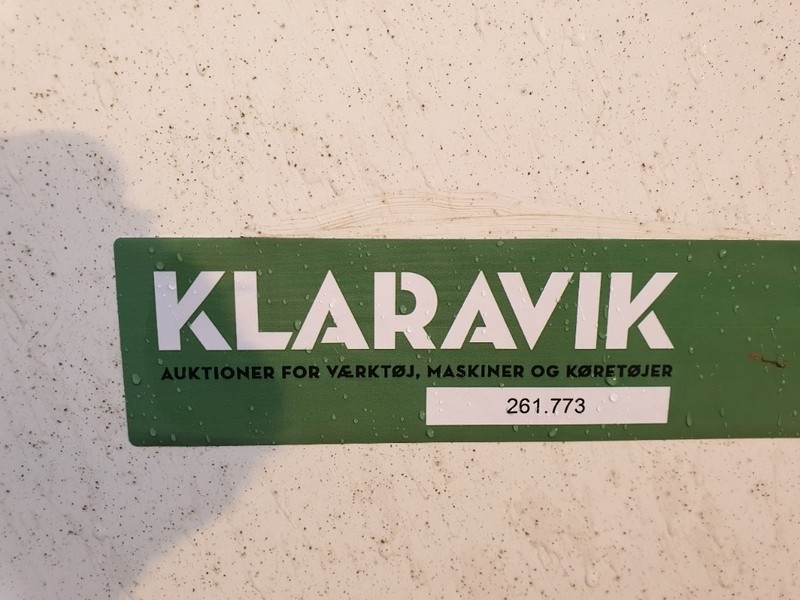 KLARAVIK
AUKTIONER FOR VÆRKTØJ, MASKINER OG KØRETØJER
261.773